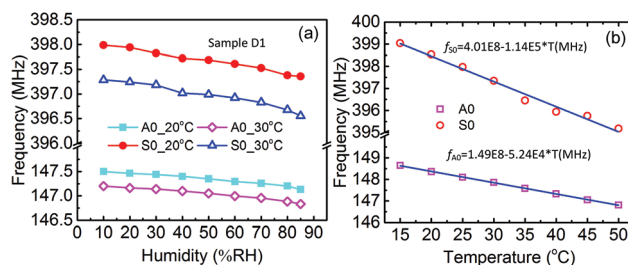 (a)
Sample D1
Frequency (MHz)
398.5
398.0
397.5
397.0
396.5
396.0
147.5
147.0
146.5
A0_20°C
A0_30°C
S0_20°C
S0_30°C
0 10 20 30 40 50 60 70 80 90
Humidity (%RH)
(b)
Frequency (MHz)
399
398
397
396
395
149
148
147
146
fS0=4.01E8-1.14E5*T(MHz)
A0
S0
fA0=1.49E8-5.24E4*T(MHz)
15 20 25 30 35 40 45 50
Temperature (°C)